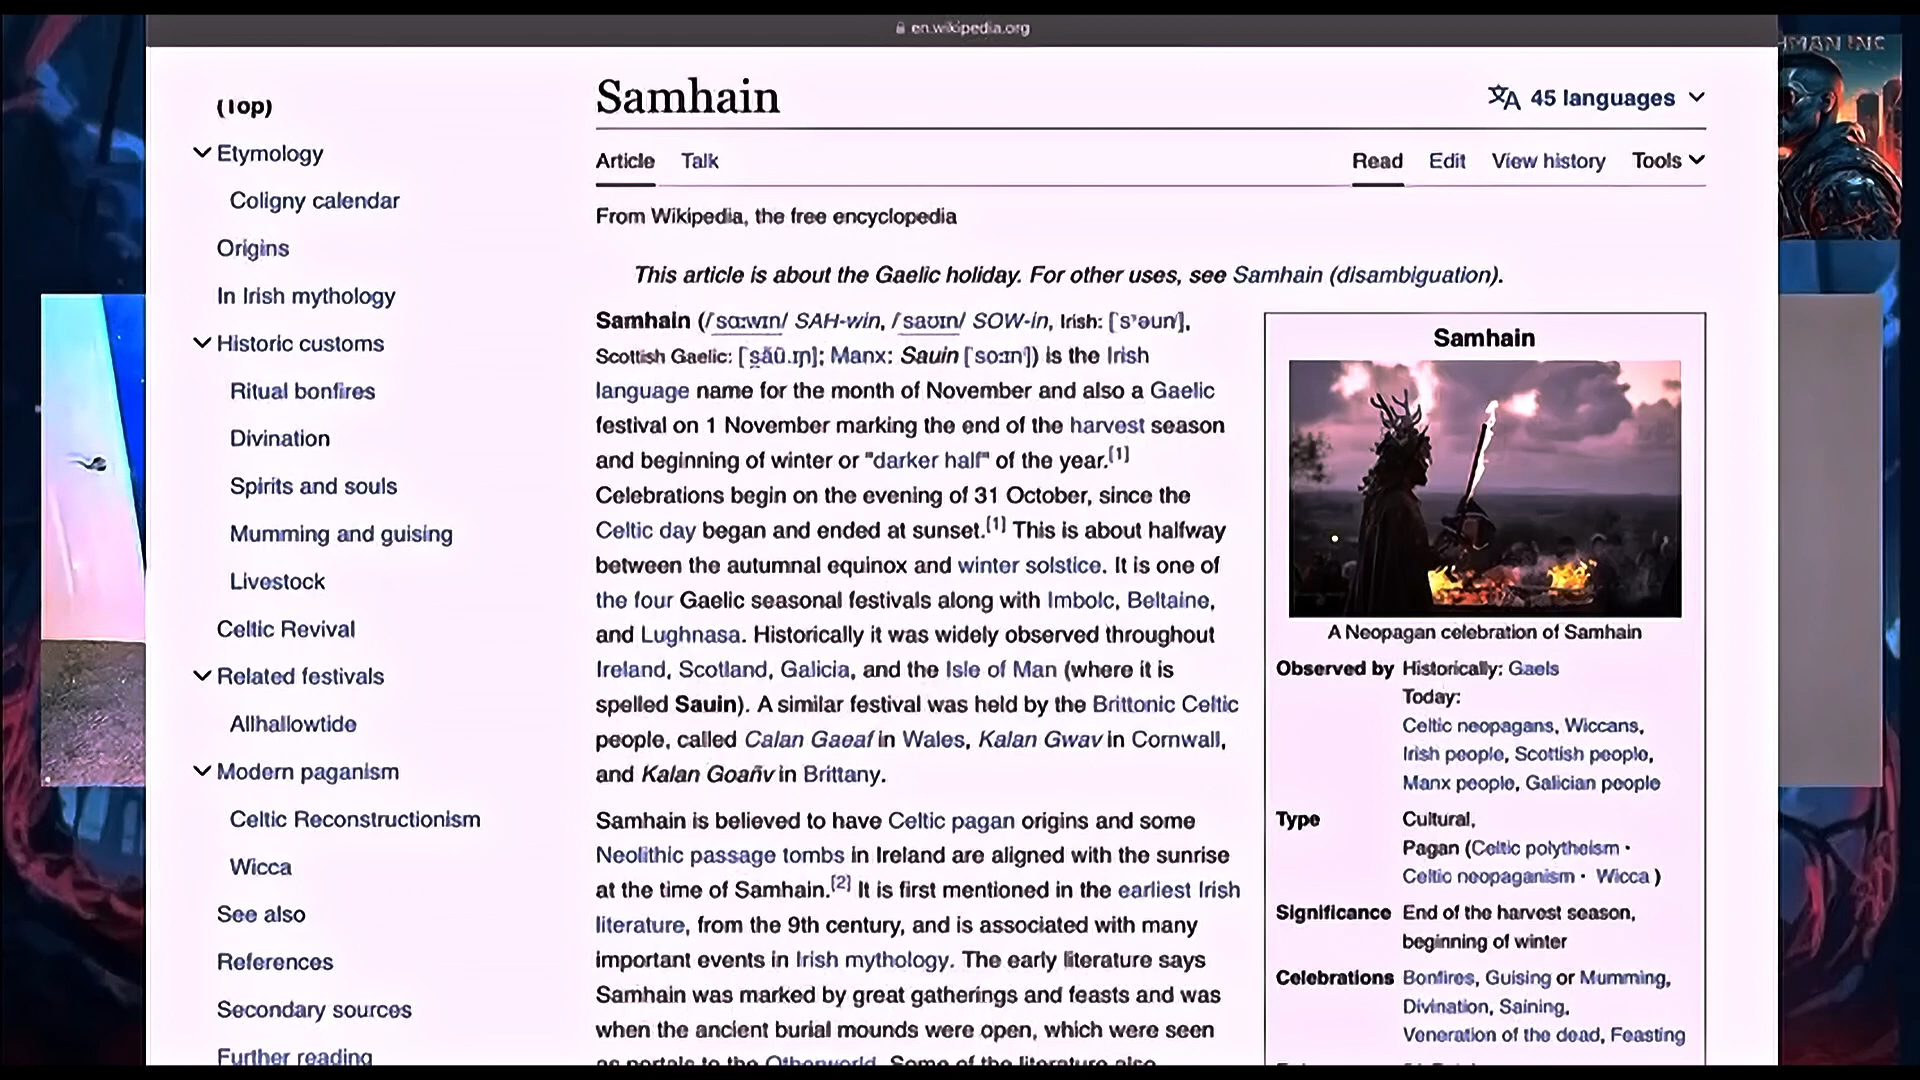 en.wikipedia.org
HMAN INC
(Top)
Etymology
Coligny calendar
Origins
In Irish mythology
Historic customs
Ritual bonfires
Divination
Spirits and souls
Mumming and guising
Livestock
Celtic Revival
Related festivals
Allhallowtide
Modern paganism
Celtic Reconstructionism
Wicca
See also
References
Secondary sources
Further reading
Samhain
45 languages
Article Talk
Read Edit View history Tools
From Wikipedia, the free encyclopedia
This article is about the Gaelic holiday. For other uses, see Samhain (disambiguation).
Samhain (/ˈsɑːwɪn/ SAH-win, /ˈsaʊɪn/ SOW-in, Irish: [ˈsˠəunʲ],
Scottish Gaelic: [ˈs̪ãũ.ɪɲ]; Manx: Sauin [ˈsoːɪnʲ]) is the Irish
language name for the month of November and also a Gaelic
festival on 1 November marking the end of the harvest season
and beginning of winter or "darker half" of the year.[1]
Celebrations begin on the evening of 31 October, since the
Celtic day began and ended at sunset.[1] This is about halfway
between the autumnal equinox and winter solstice. It is one of
the four Gaelic seasonal festivals along with Imbolc, Beltaine,
and Lughnasa. Historically it was widely observed throughout
Ireland, Scotland, Galicia, and the Isle of Man (where it is
spelled Sauin). A similar festival was held by the Brittonic Celtic
people, called Calan Gaeaf in Wales, Kalan Gwav in Cornwall,
and Kalan Goañv in Brittany.
Samhain is believed to have Celtic pagan origins and some
Neolithic passage tombs in Ireland are aligned with the sunrise
at the time of Samhain.[2] It is first mentioned in the earliest Irish
literature, from the 9th century, and is associated with many
important events in Irish mythology. The early literature says
Samhain was marked by great gatherings and feasts and was
when the ancient burial mounds were open, which were seen
as portals to the Otherworld. Some of the literature also
Samhain
A Neopagan celebration of Samhain
Observed by Historically: Gaels
Today:
Celtic neopagans, Wiccans,
Irish people, Scottish people,
Manx people, Galician people
Type Cultural,
Pagan (Celtic polytheism •
Celtic neopaganism • Wicca )
Significance End of the harvest season,
beginning of winter
Celebrations Bonfires, Guising or Mumming,
Divination, Saining,
Veneration of the dead, Feasting